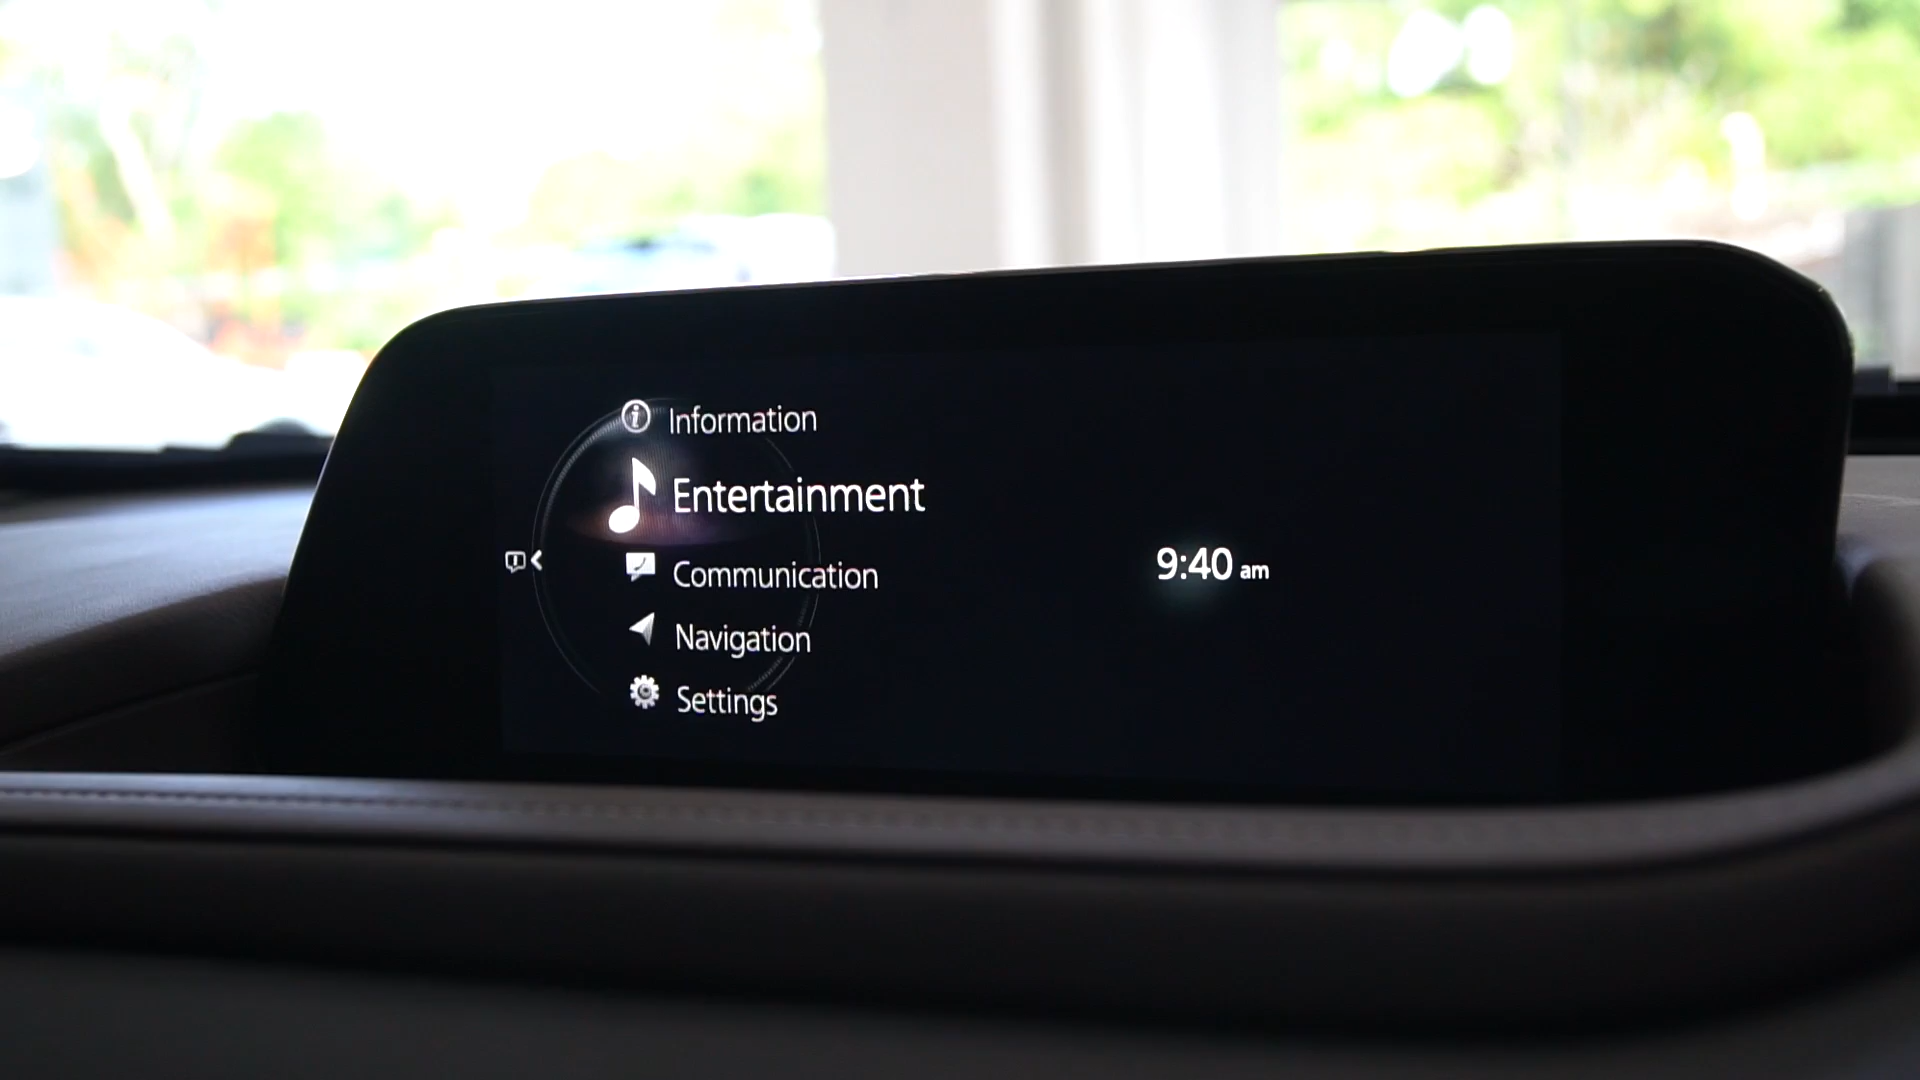 Information
Entertainment
Communication
Navigation
Settings
9:40 am